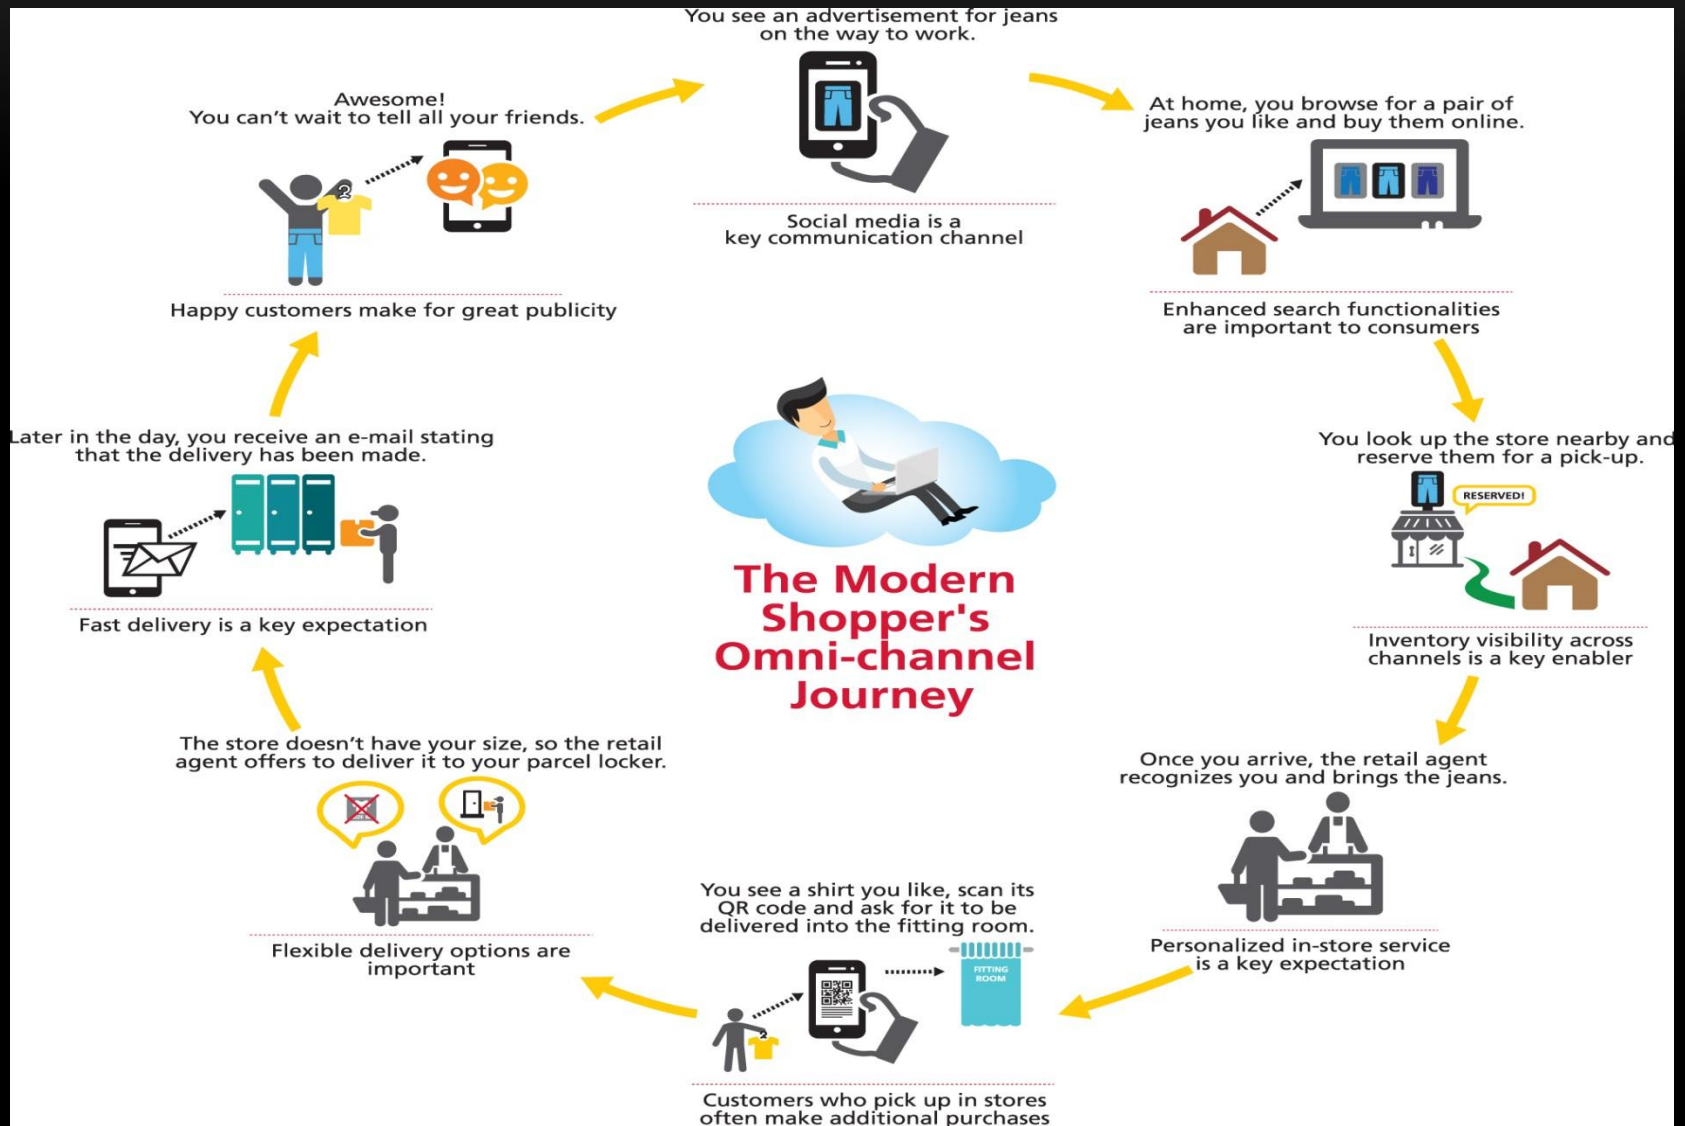 You see an advertisement for jeans
on the way to work.
Social media is a
key communication channel
At home, you browse for a pair of
jeans you like and buy them online.
Enhanced search functionalities
are important to consumers
You look up the store nearby and
reserve them for a pick-up.
RESERVED!
Inventory visibility across
channels is a key enabler
Once you arrive, the retail agent
recognizes you and brings the jeans.
Personalized in-store service
is a key expectation
You see a shirt you like, scan its
QR code and ask for it to be
delivered into the fitting room.
FITTING
ROOM
Customers who pick up in stores
often make additional purchases
The store doesn't have your size, so the retail
agent offers to deliver it to your parcel locker.
Flexible delivery options are
important
Later in the day, you receive an e-mail stating
that the delivery has been made.
Fast delivery is a key expectation
Awesome!
You can't wait to tell all your friends.
Happy customers make for great publicity
The Modern
Shopper's
Omni-channel
Journey